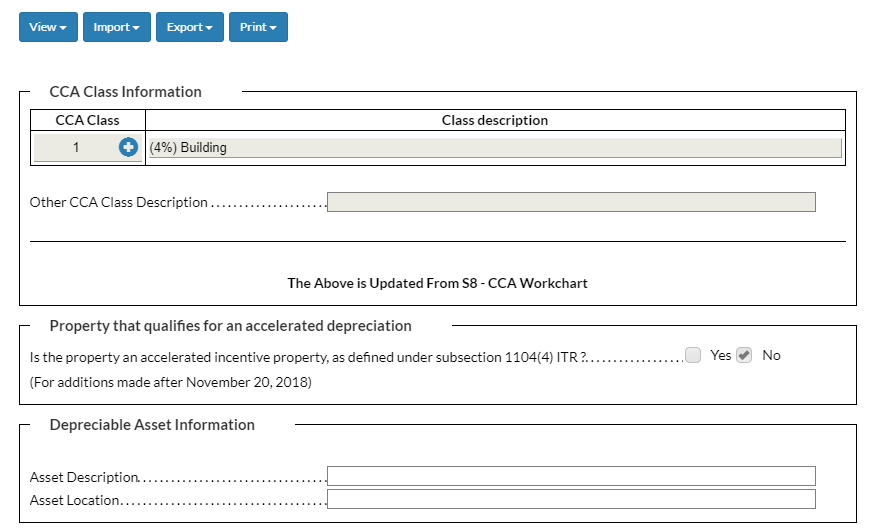 View Import Export Print
CCA Class Information
CCA Class Class description
1 (4%) Building
Other CCA Class Description .....................
The Above is Updated From S8 - CCA Workchart
Property that qualifies for an accelerated depreciation
Is the property an accelerated incentive property, as defined under subsection 1104(4) ITR ?.................. Yes No
(For additions made after November 20, 2018)
Depreciable Asset Information
Asset Description..................................
Asset Location.....................................